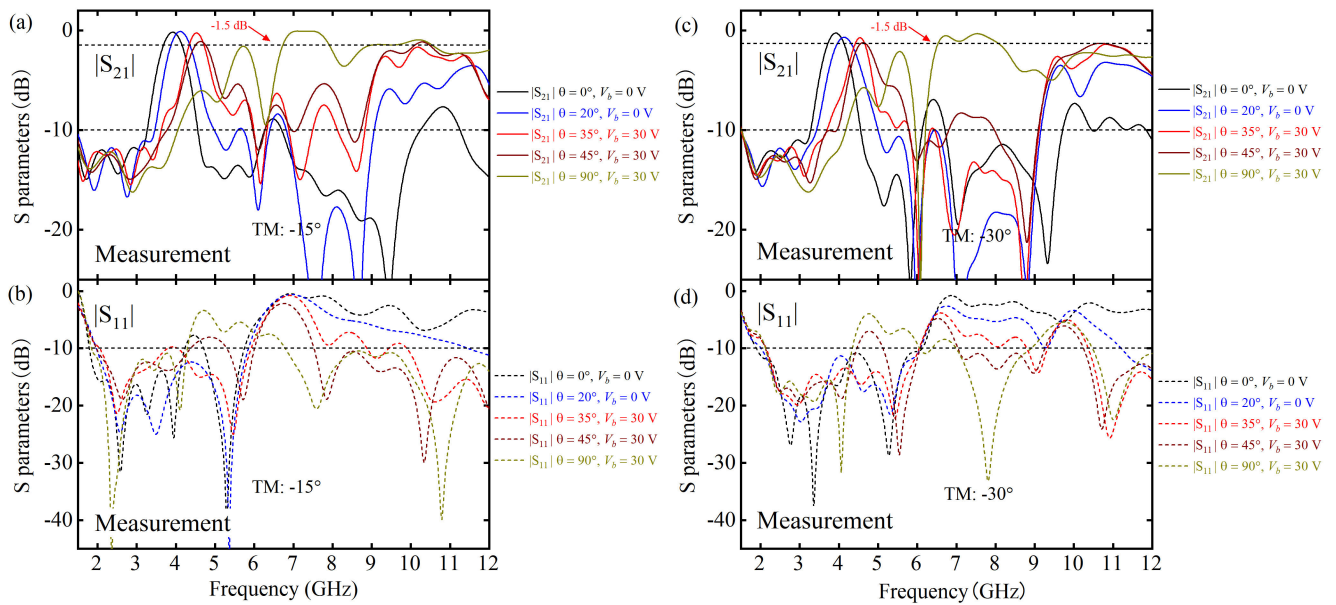 (a)
-1.5 dB
|S21|
0
-10
-20
S parameters (dB)
TM: -15°
Measurement
|S21| θ = 0°, Vb = 0 V
|S21| θ = 20°, Vb = 0 V
|S21| θ = 35°, Vb = 30 V
|S21| θ = 45°, Vb = 30 V
|S21| θ = 90°, Vb = 30 V
(b)
|S11|
0
-10
-20
-30
-40
S parameters (dB)
TM: -15°
Measurement
|S11| θ = 0°, Vb = 0 V
|S11| θ = 20°, Vb = 0 V
|S11| θ = 35°, Vb = 30 V
|S11| θ = 45°, Vb = 30 V
|S11| θ = 90°, Vb = 30 V
2 3 4 5 6 7 8 9 10 11 12
Frequency (GHz)
(c)
-1.5 dB
|S21|
0
-10
-20
S parameters (dB)
TM: -30°
Measurement
|S21| θ = 0°, Vb = 0 V
|S21| θ = 20°, Vb = 0 V
|S21| θ = 35°, Vb = 30 V
|S21| θ = 45°, Vb = 30 V
|S21| θ = 90°, Vb = 30 V
(d)
|S11|
0
-10
-20
-30
-40
S parameters (dB)
TM: -30°
Measurement
|S11| θ = 0°, Vb = 0 V
|S11| θ = 20°, Vb = 0 V
|S11| θ = 35°, Vb = 30 V
|S11| θ = 45°, Vb = 30 V
|S11| θ = 90°, Vb = 30 V
2 3 4 5 6 7 8 9 10 11 12
Frequency (GHz)